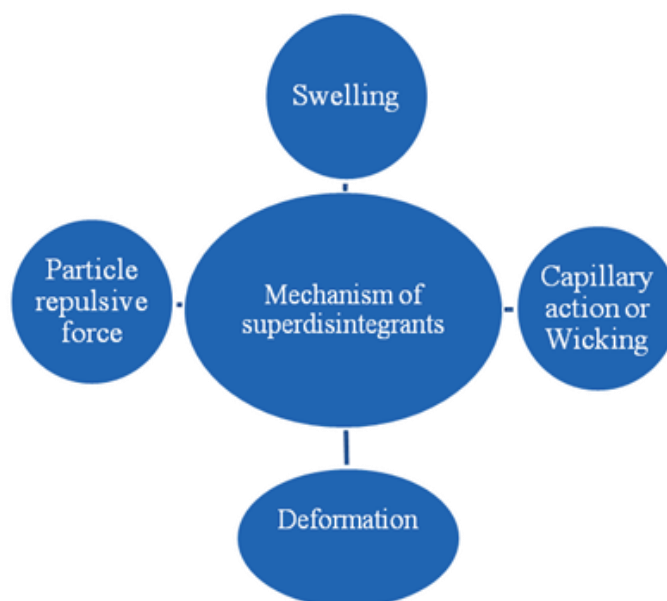 Swelling
Particle
repulsive
force
Mechanism of
superdisintegrants
Capillary
action or
Wicking
Deformation